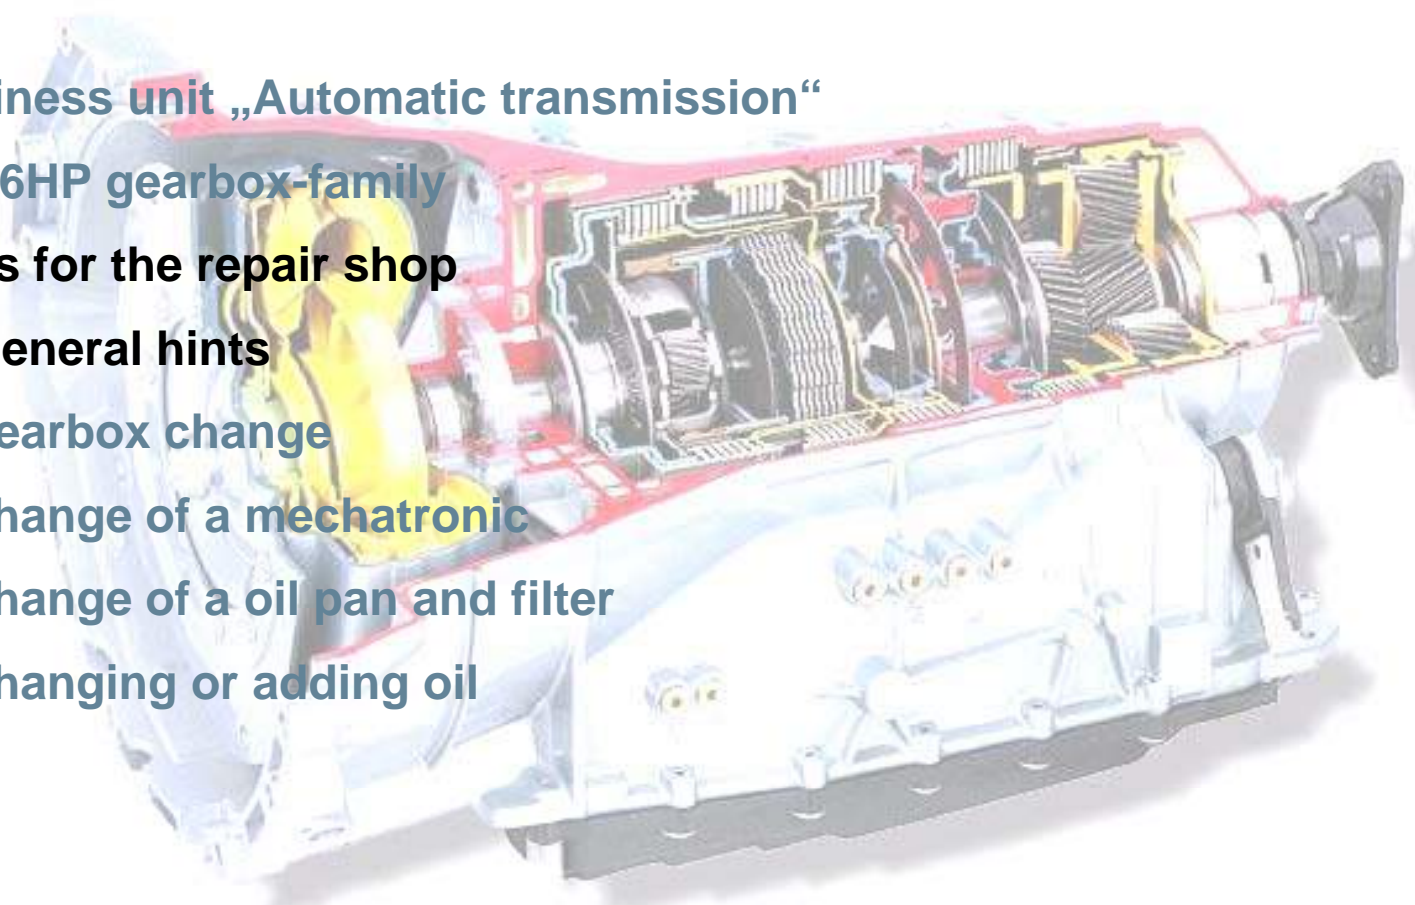 iness unit „Automatic transmission“
6HP gearbox-family
s for the repair shop
eneral hints
earbox change
hange of a mechatronic
hange of a oil pan and filter
hanging or adding oil